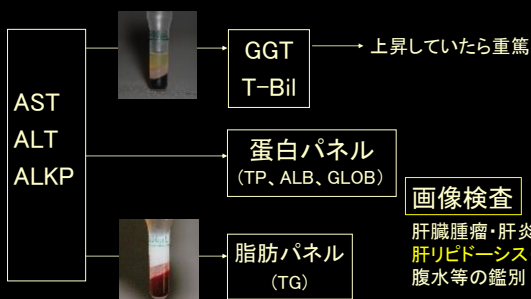 AST
ALT
ALKP
GGT
T-Bil
上昇していたら重篤
蛋白パネル
(TP、ALB、GLOB)
脂肪パネル
(TG)
画像検査
肝臓腫瘤・肝炎
肝リピドーシス
腹水等の鑑別